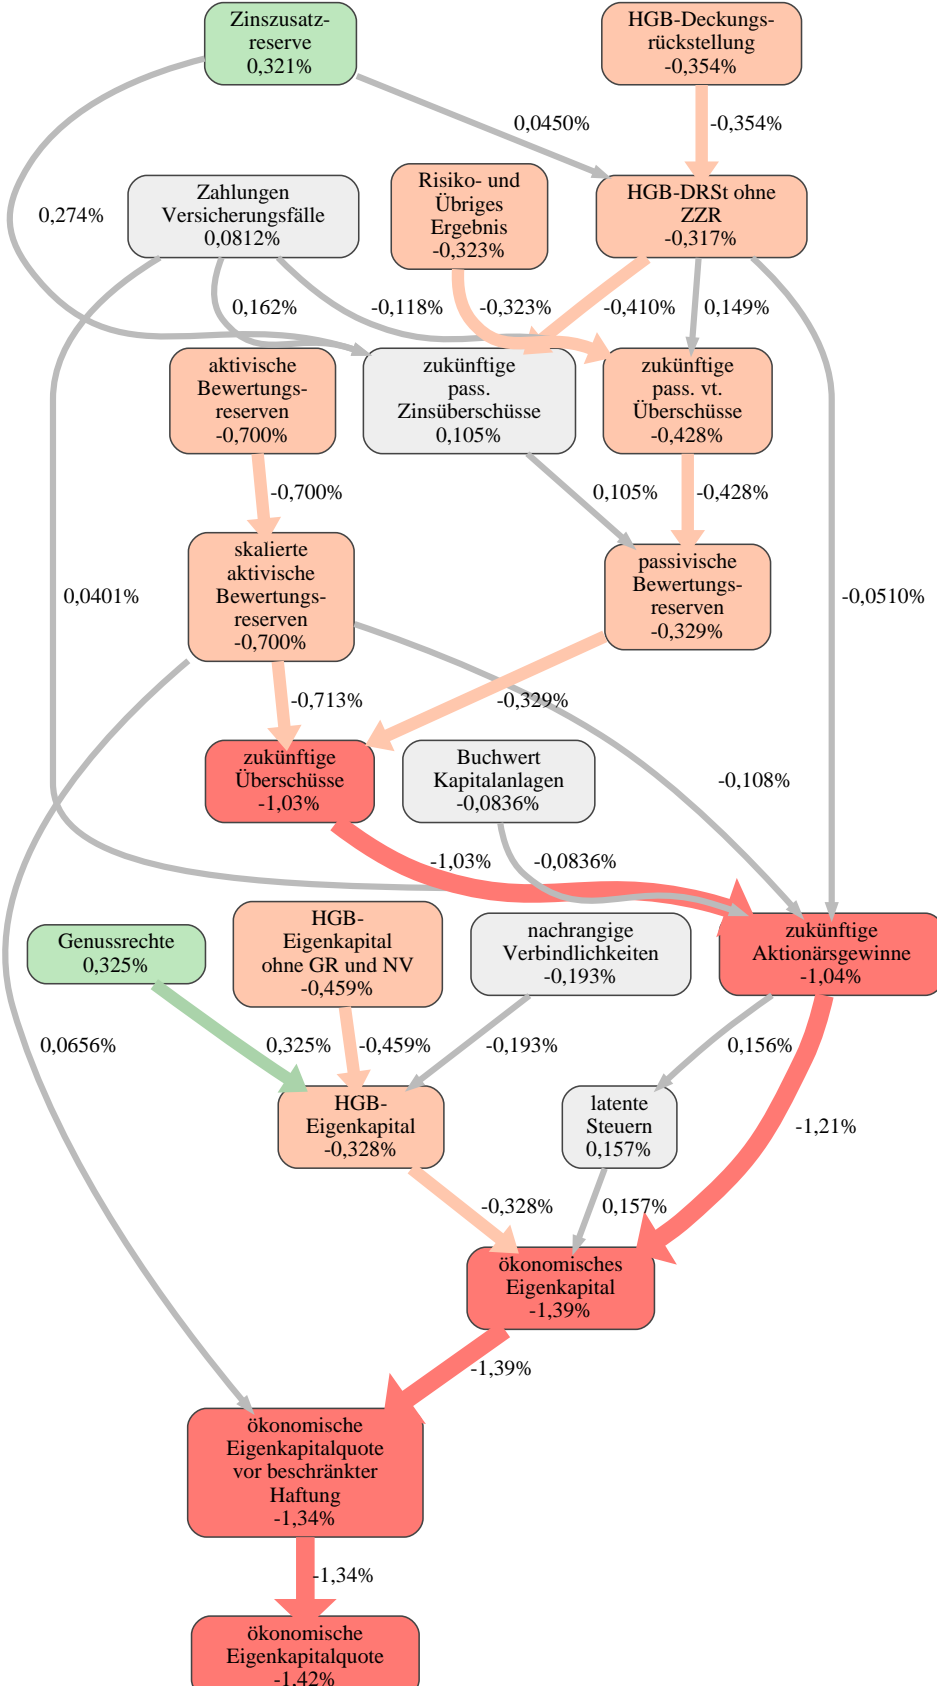 Zinszusatz-
reserve
0,321%
HGB-Deckungs-
rückstellung
-0,354%
0,0450%
-0,354%
Zahlungen
Versicherungsfälle
0,0812%
Risiko- und
Übriges
Ergebnis
-0,323%
HGB-DRSt ohne
ZZR
-0,317%
0,274%
0,162%
-0,118%
-0,323%
-0,410%
0,149%
aktivische
Bewertungs-
reserven
-0,700%
zukünftige
pass.
Zinsüberschüsse
0,105%
zukünftige
pass. vt.
Überschüsse
-0,428%
-0,700%
0,105%
-0,428%
skalierte
aktivische
Bewertungs-
reserven
-0,700%
passivische
Bewertungs-
reserven
-0,329%
0,0401%
-0,0510%
-0,713%
-0,329%
zukünftige
Überschüsse
-1,03%
Buchwert
Kapitalanlagen
-0,0836%
-0,108%
-1,03%
-0,0836%
Genussrechte
0,325%
HGB-
Eigenkapital
ohne GR und NV
-0,459%
nachrangige
Verbindlichkeiten
-0,193%
zukünftige
Aktionärsgewinne
-1,04%
0,0656%
0,325%
-0,459%
-0,193%
0,156%
HGB-
Eigenkapital
-0,328%
latente
Steuern
0,157%
-1,21%
-0,328%
0,157%
ökonomisches
Eigenkapital
-1,39%
-1,39%
ökonomische
Eigenkapitalquote
vor beschränkter
Haftung
-1,34%
-1,34%
ökonomische
Eigenkapitalquote
-1,42%